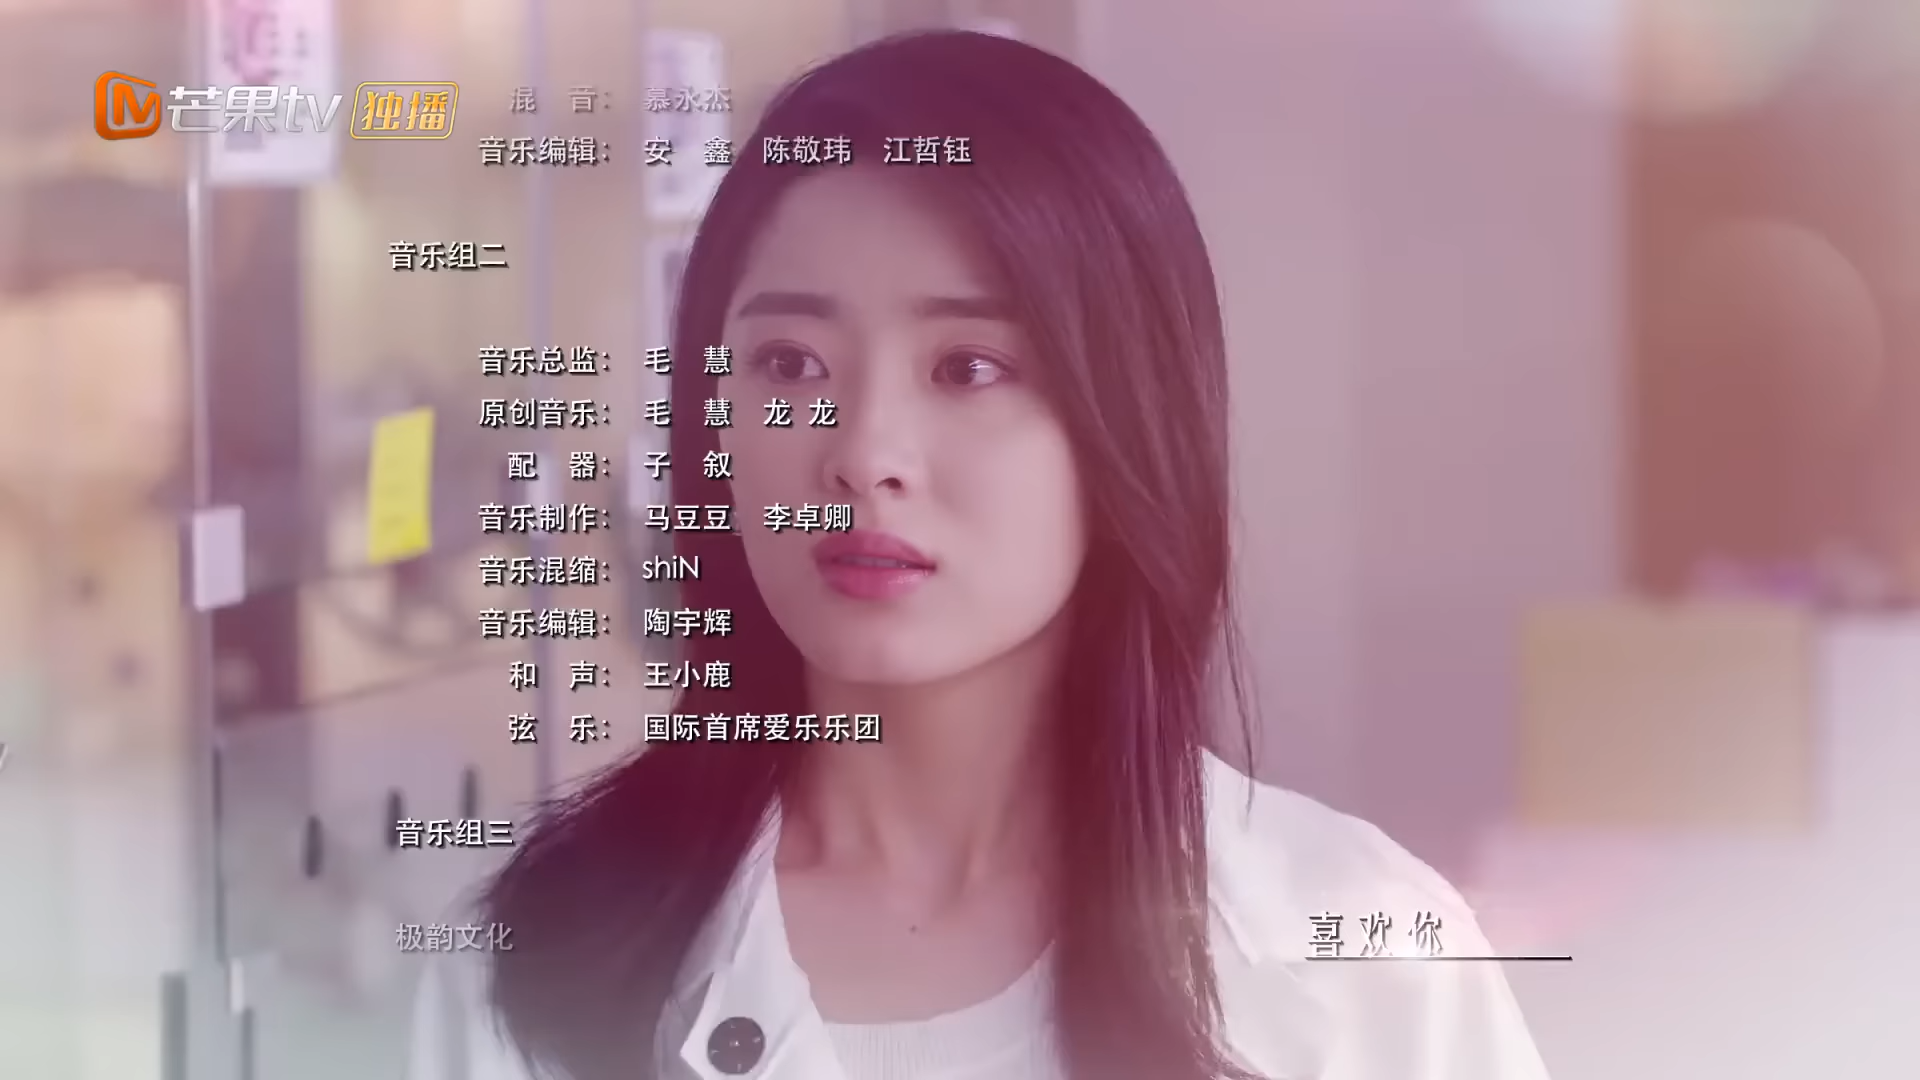 芒果tv 独播
混 音： 慕永杰
音乐编辑： 安 鑫 陈敬玮 江哲钰
音乐组二
音乐总监： 毛 慧
原创音乐： 毛 慧 龙 龙
配 器： 子 叙
音乐制作： 马豆豆 李卓卿
音乐混缩： shiN
音乐编辑： 陶宇辉
和 声： 王小鹿
弦 乐： 国际首席爱乐乐团
音乐组三
极韵文化
喜欢你